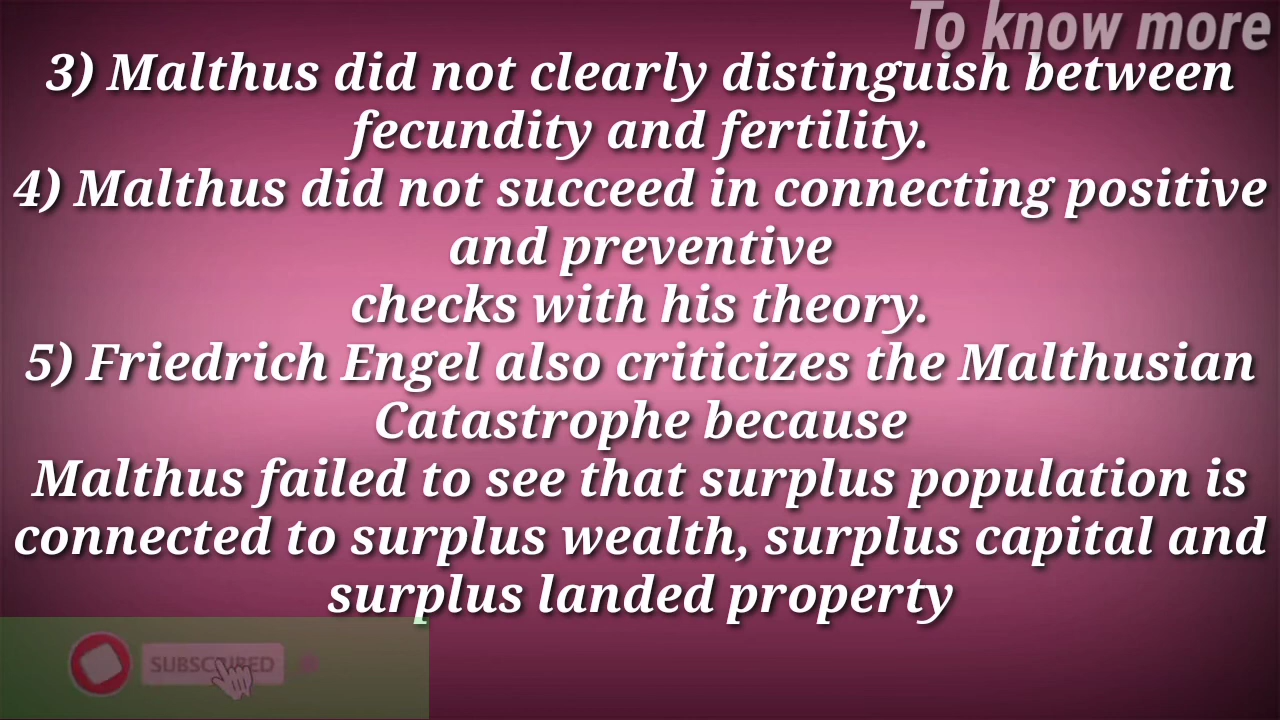 To know more
3) Malthus did not clearly distinguish between
fecundity and fertility.
4) Malthus did not succeed in connecting positive
and preventive
checks with his theory.
5) Friedrich Engel also criticizes the Malthusian
Catastrophe because
Malthus failed to see that surplus population is
connected to surplus wealth, surplus capital and
surplus landed property
SUBSCRIBED